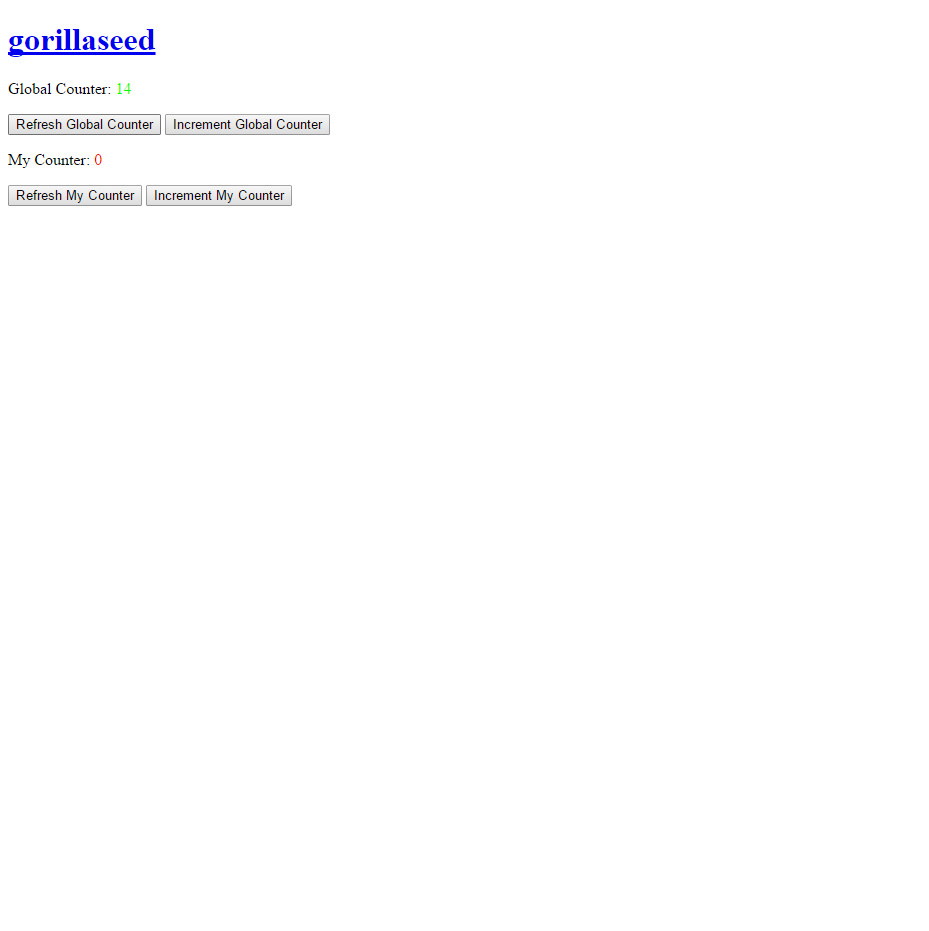 gorillaseed
Global Counter: 14
Refresh Global Counter Increment Global Counter
My Counter: 0
Refresh My Counter Increment My Counter